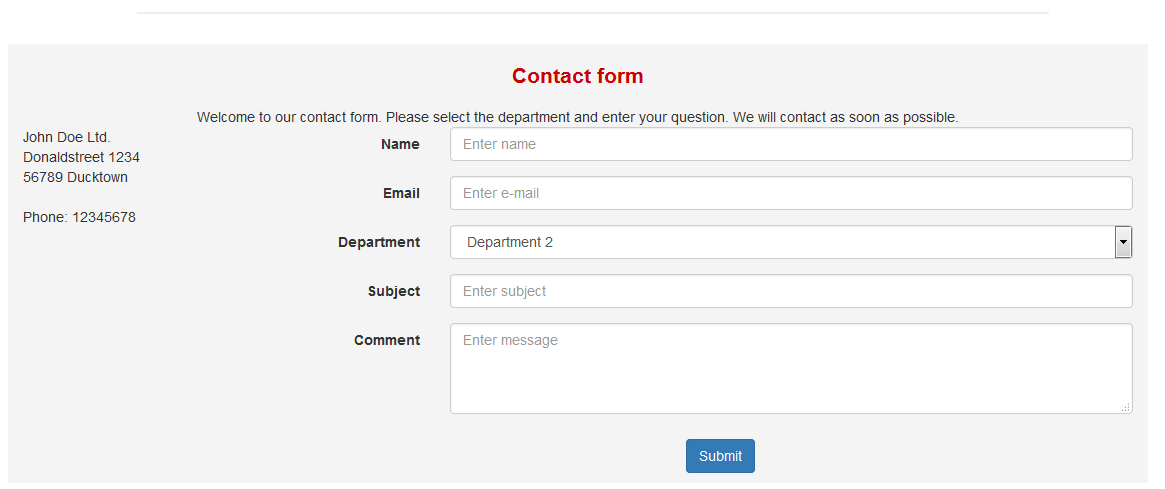 Contact form
Welcome to our contact form. Please select the department and enter your question. We will contact as soon as possible.
John Doe Ltd.
Donaldstreet 1234
56789 Ducktown
Phone: 12345678
Name Enter name
Email Enter e-mail
Department Department 2
Subject Enter subject
Comment Enter message
Submit